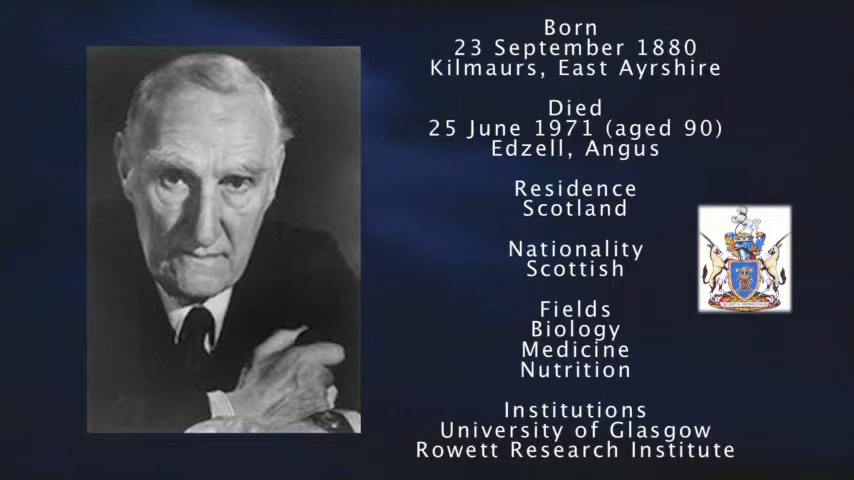 Born
23 September 1880
Kilmaurs, East Ayrshire
Died
25 June 1971 (aged 90)
Edzell, Angus
Residence
Scotland
Nationality
Scottish
Fields
Biology
Medicine
Nutrition
Institutions
University of Glasgow
Rowett Research Institute